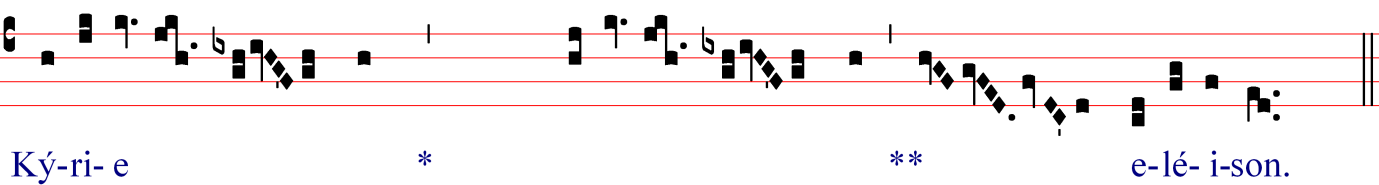 Ký-ri- e * ** e-lé- i-son.